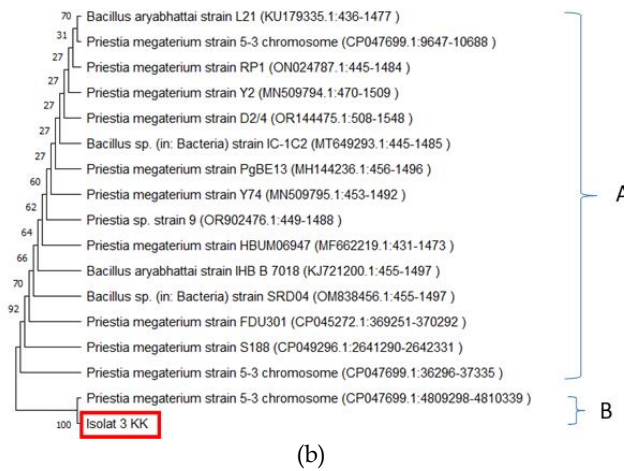 70
Bacillus aryabhattai strain L21 (KU179335.1:436-1477 )
31
Priestia megaterium strain 5-3 chromosome (CP047699.1:9647-10688 )
27
Priestia megaterium strain RP1 (ON024787.1:445-1484 )
27
Priestia megaterium strain Y2 (MN509794.1:470-1509 )
27
Priestia megaterium strain D2/4 (OR144475.1:508-1548 )
27
Bacillus sp. (in: Bacteria) strain IC-1C2 (MT649293.1:445-1485 )
27
Priestia megaterium strain PgBE13 (MH144236.1:456-1496 )
60
Priestia megaterium strain Y74 (MN509795.1:453-1492 )
A
62
Priestia sp. strain 9 (OR902476.1:449-1488 )
64
Priestia megaterium strain HBUM06947 (MF662219.1:431-1473 )
66
Bacillus aryabhattai strain IHB B 7018 (KJ721200.1:455-1497 )
70
Bacillus sp. (in: Bacteria) strain SRD04 (OM838456.1:455-1497 )
92
Priestia megaterium strain FDU301 (CP045272.1:369251-370292 )
Priestia megaterium strain S188 (CP049296.1:2641290-2642331 )
Priestia megaterium strain 5-3 chromosome (CP047699.1:36296-37335 )
Priestia megaterium strain 5-3 chromosome (CP047699.1:4809298-4810339 )
B
100
Isolat 3 KK
(b)